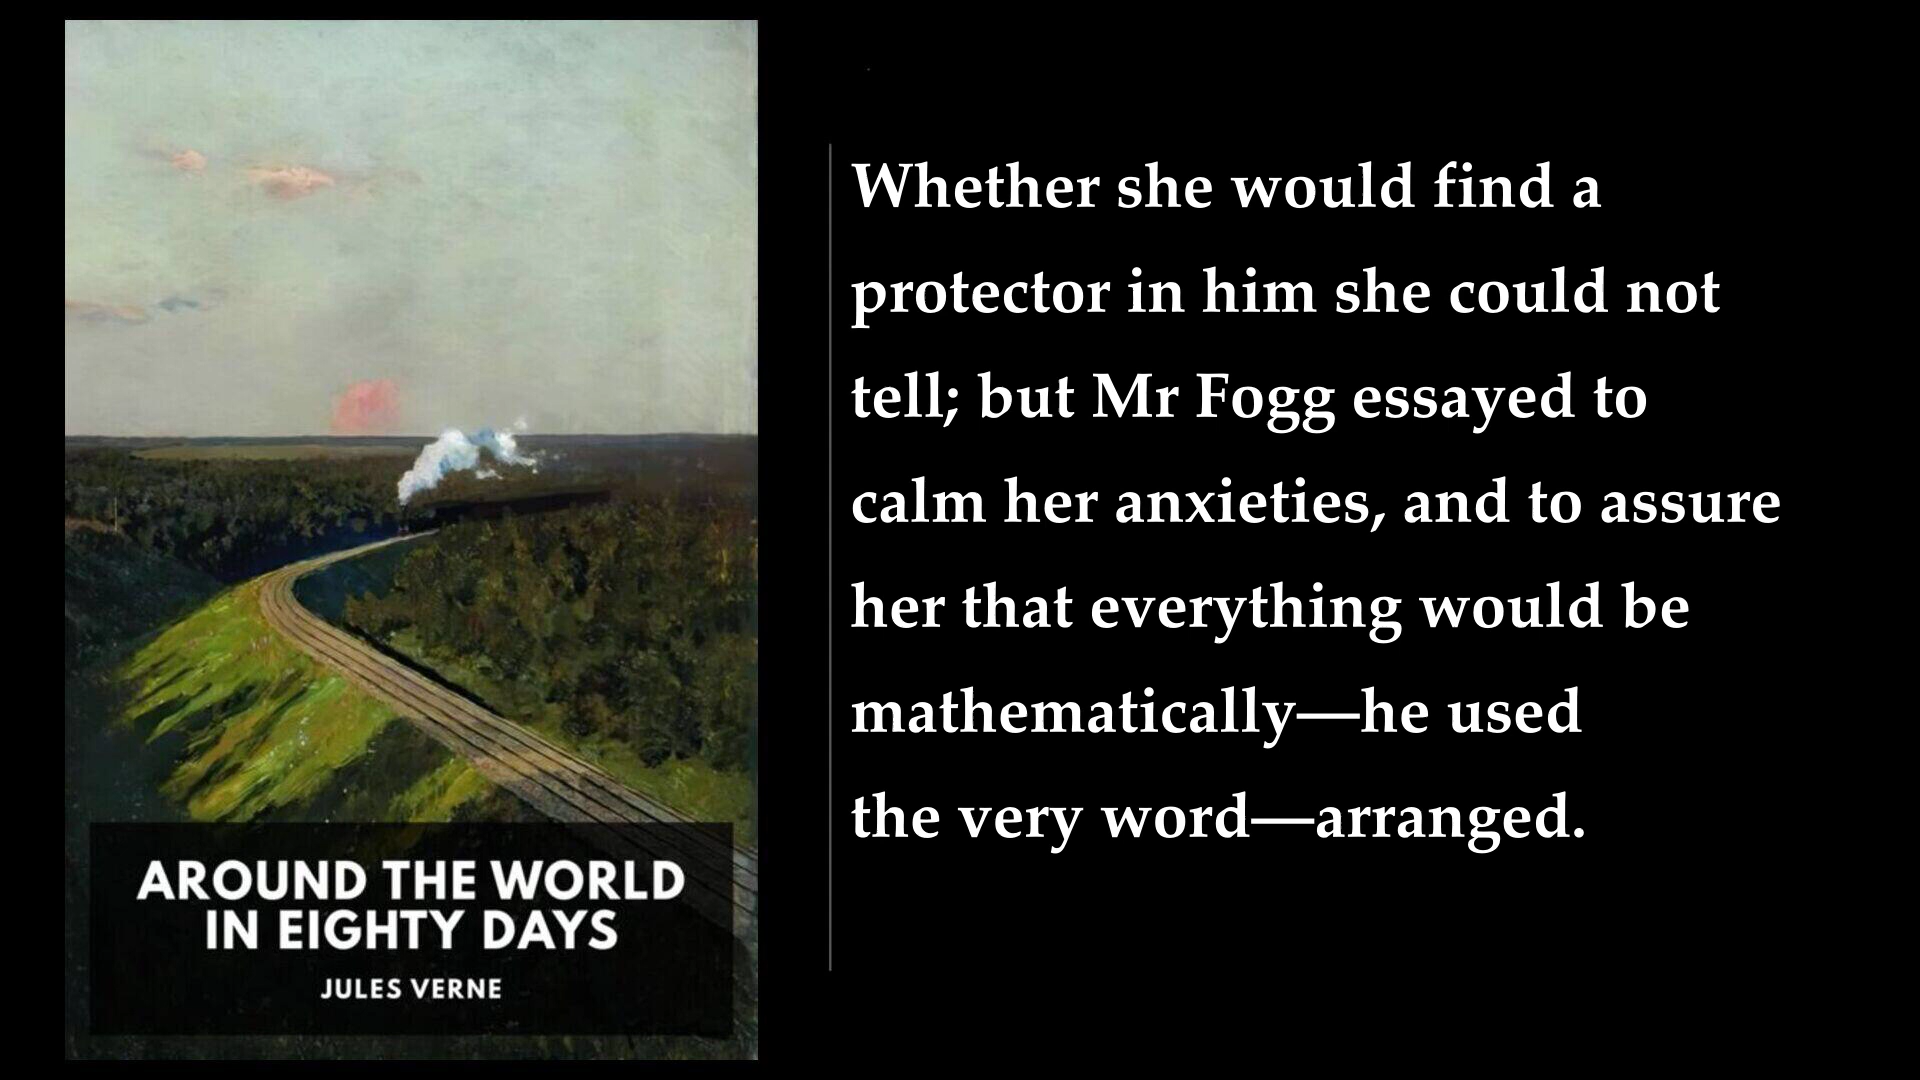 AROUND THE WORLD
IN EIGHTY DAYS
JULES VERNE
Whether she would find a
protector in him she could not
tell; but Mr Fogg essayed to
calm her anxieties, and to assure
her that everything would be
mathematically—he used
the very word—arranged.